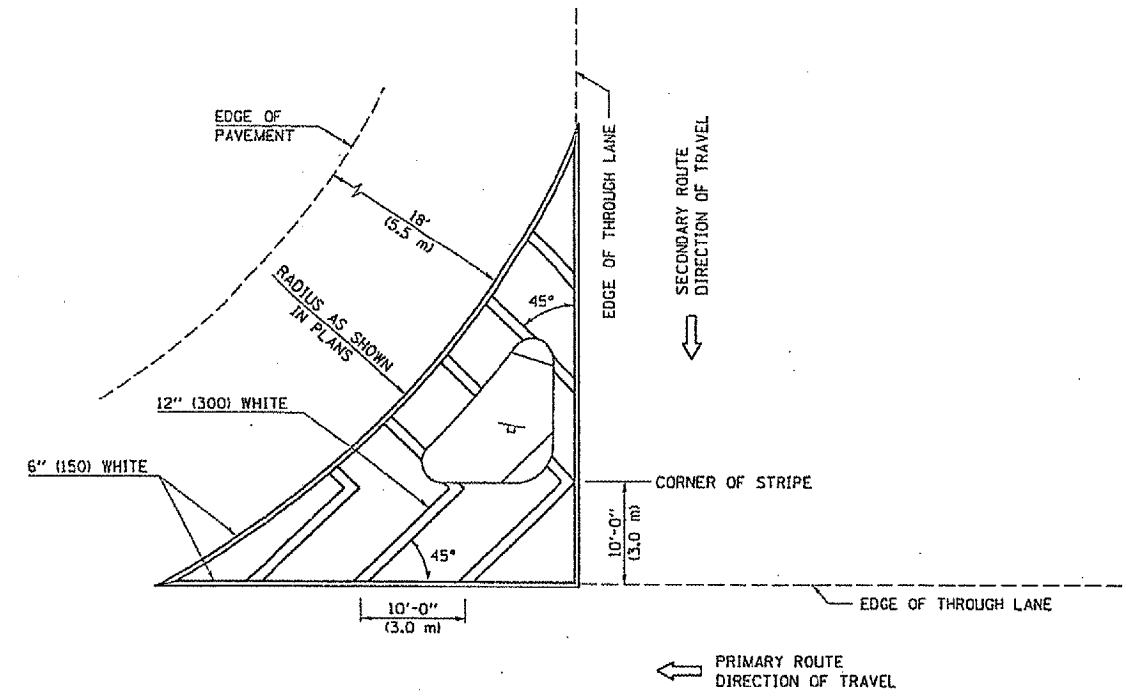 EDGE OF
PAVEMENT
18'
(5.5 m)
RADIUS AS SHOWN
IN PLANS
12" (300) WHITE
6" (150) WHITE
45°
45°
EDGE OF THROUGH LANE
SECONDARY ROUTE
DIRECTION OF TRAVEL
CORNER OF STRIPE
10'-0"
(3.0 m)
10'-0"
(3.0 m)
EDGE OF THROUGH LANE
PRIMARY ROUTE
DIRECTION OF TRAVEL